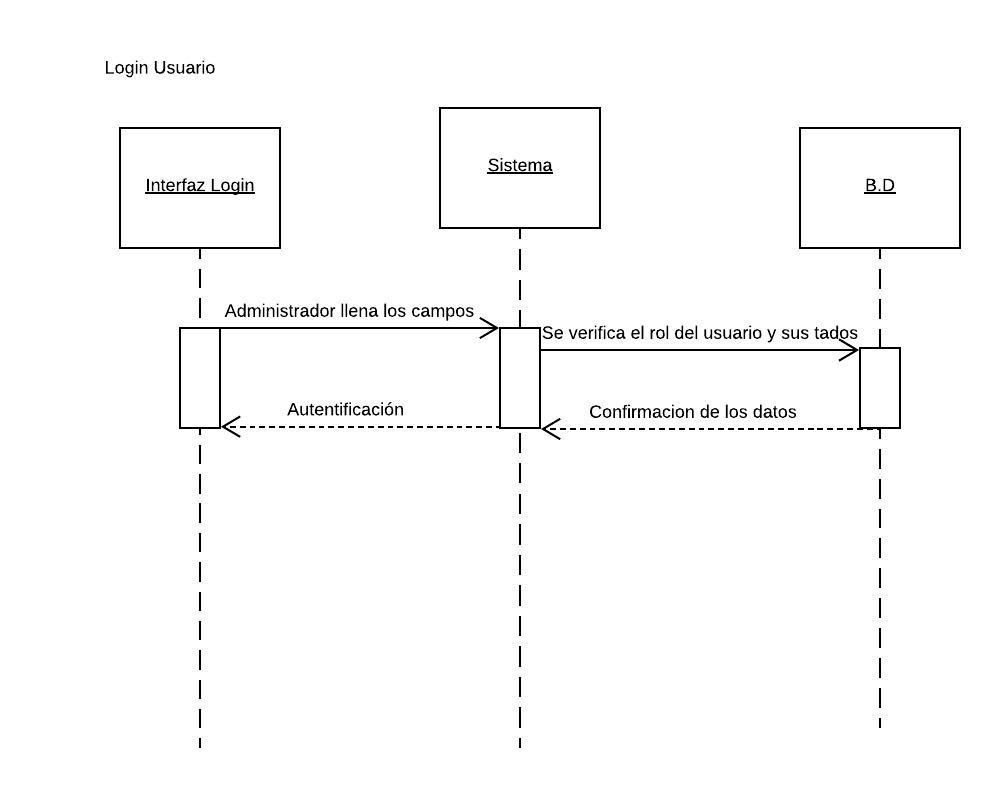 Login Usuario
Interfaz Login
Sistema
B.D
Administrador llena los campos
Se verifica el rol del usuario y sus tados
Autentificación
Confirmacion de los datos